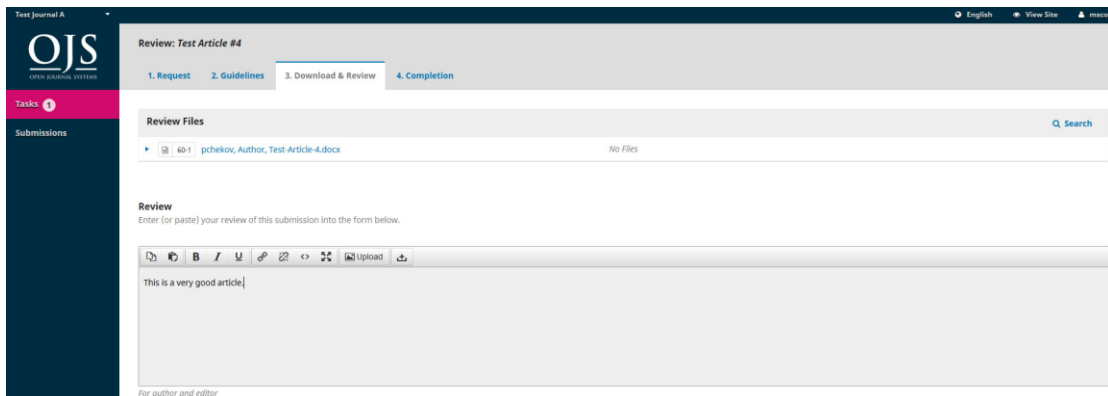 Test Journal A
English View Site
OJS
OPEN JOURNAL SYSTEMS
Review: Test Article #4
1. Request 2. Guidelines 3. Download & Review 4. Completion
Tasks 1
Submissions
Review Files Search
60-1 pchekov, Author, Test-Article-4.docx No Files
Review
Enter (or paste) your review of this submission into the form below.
B I U Upload
This is a very good article.
For author and editor